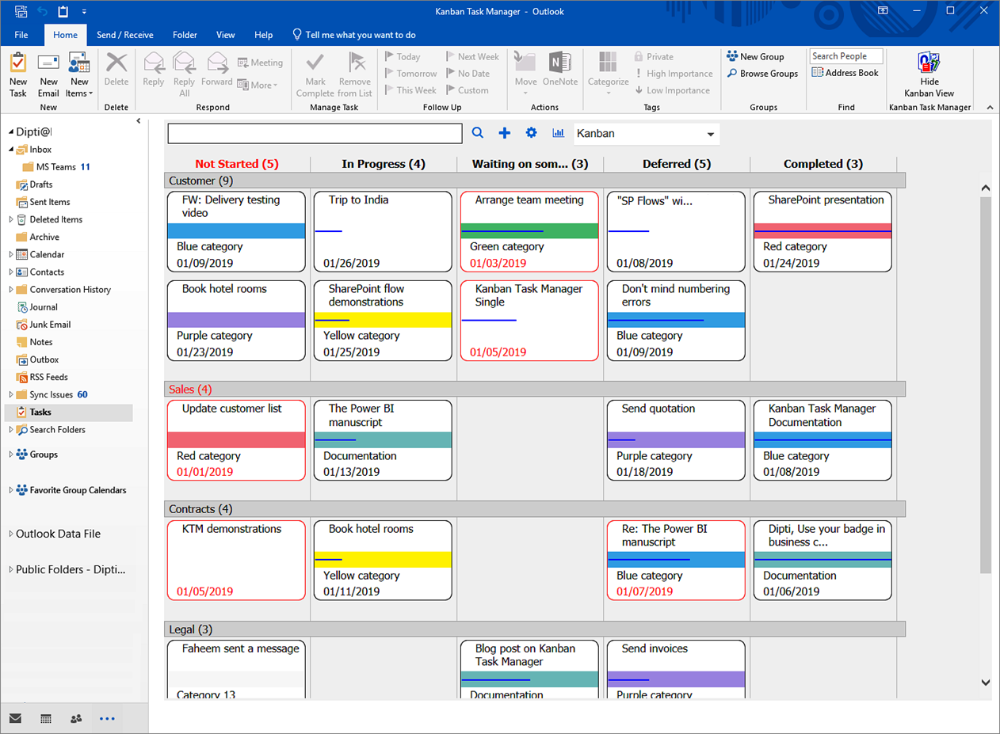 Kanban Task Manager - Outlook
File Home Send / Receive Folder View Help Tell me what you want to do
New Task
New Email
New Items
New
Delete
Delete
Reply
Reply All
Forward
Meeting
More
Respond
Mark Complete
Remove from List
Manage Task
Today
Tomorrow
This Week
Next Week
No Date
Custom
Follow Up
Move
OneNote
Actions
Categorize
Private
High Importance
Low Importance
Tags
New Group
Browse Groups
Groups
Search People
Address Book
Find
Hide
Kanban View
Kanban Task Manager
Dipti@
Inbox
MS Teams 11
Drafts
Sent Items
Deleted Items
Archive
Calendar
Contacts
Conversation History
Journal
Junk Email
Notes
Outbox
RSS Feeds
Sync Issues 60
Tasks
Search Folders
Groups
Favorite Group Calendars
Outlook Data File
Public Folders - Dipti...
Kanban
Not Started (5) In Progress (4) Waiting on som... (3) Deferred (5) Completed (3)
Customer (9)
FW: Delivery testing
video
Blue category
01/09/2019
Trip to India
01/26/2019
Arrange team meeting
Green category
01/03/2019
"SP Flows" wi...
01/08/2019
SharePoint presentation
Red category
01/24/2019
Book hotel rooms
Purple category
01/23/2019
SharePoint flow
demonstrations
Yellow category
01/25/2019
Kanban Task Manager
Single
01/05/2019
Don't mind numbering
errors
Blue category
01/09/2019
Sales (4)
Update customer list
Red category
01/01/2019
The Power BI
manuscript
Documentation
01/13/2019
Send quotation
Purple category
01/18/2019
Kanban Task Manager
Documentation
Blue category
01/08/2019
Contracts (4)
KTM demonstrations
01/05/2019
Book hotel rooms
Yellow category
01/11/2019
Re: The Power BI
manuscript
Blue category
01/07/2019
Dipti, Use your badge in
business c...
Documentation
01/06/2019
Legal (3)
Faheem sent a message
Category 13
Blog post on Kanban
Task Manager
Documentation
Send invoices
Purple category